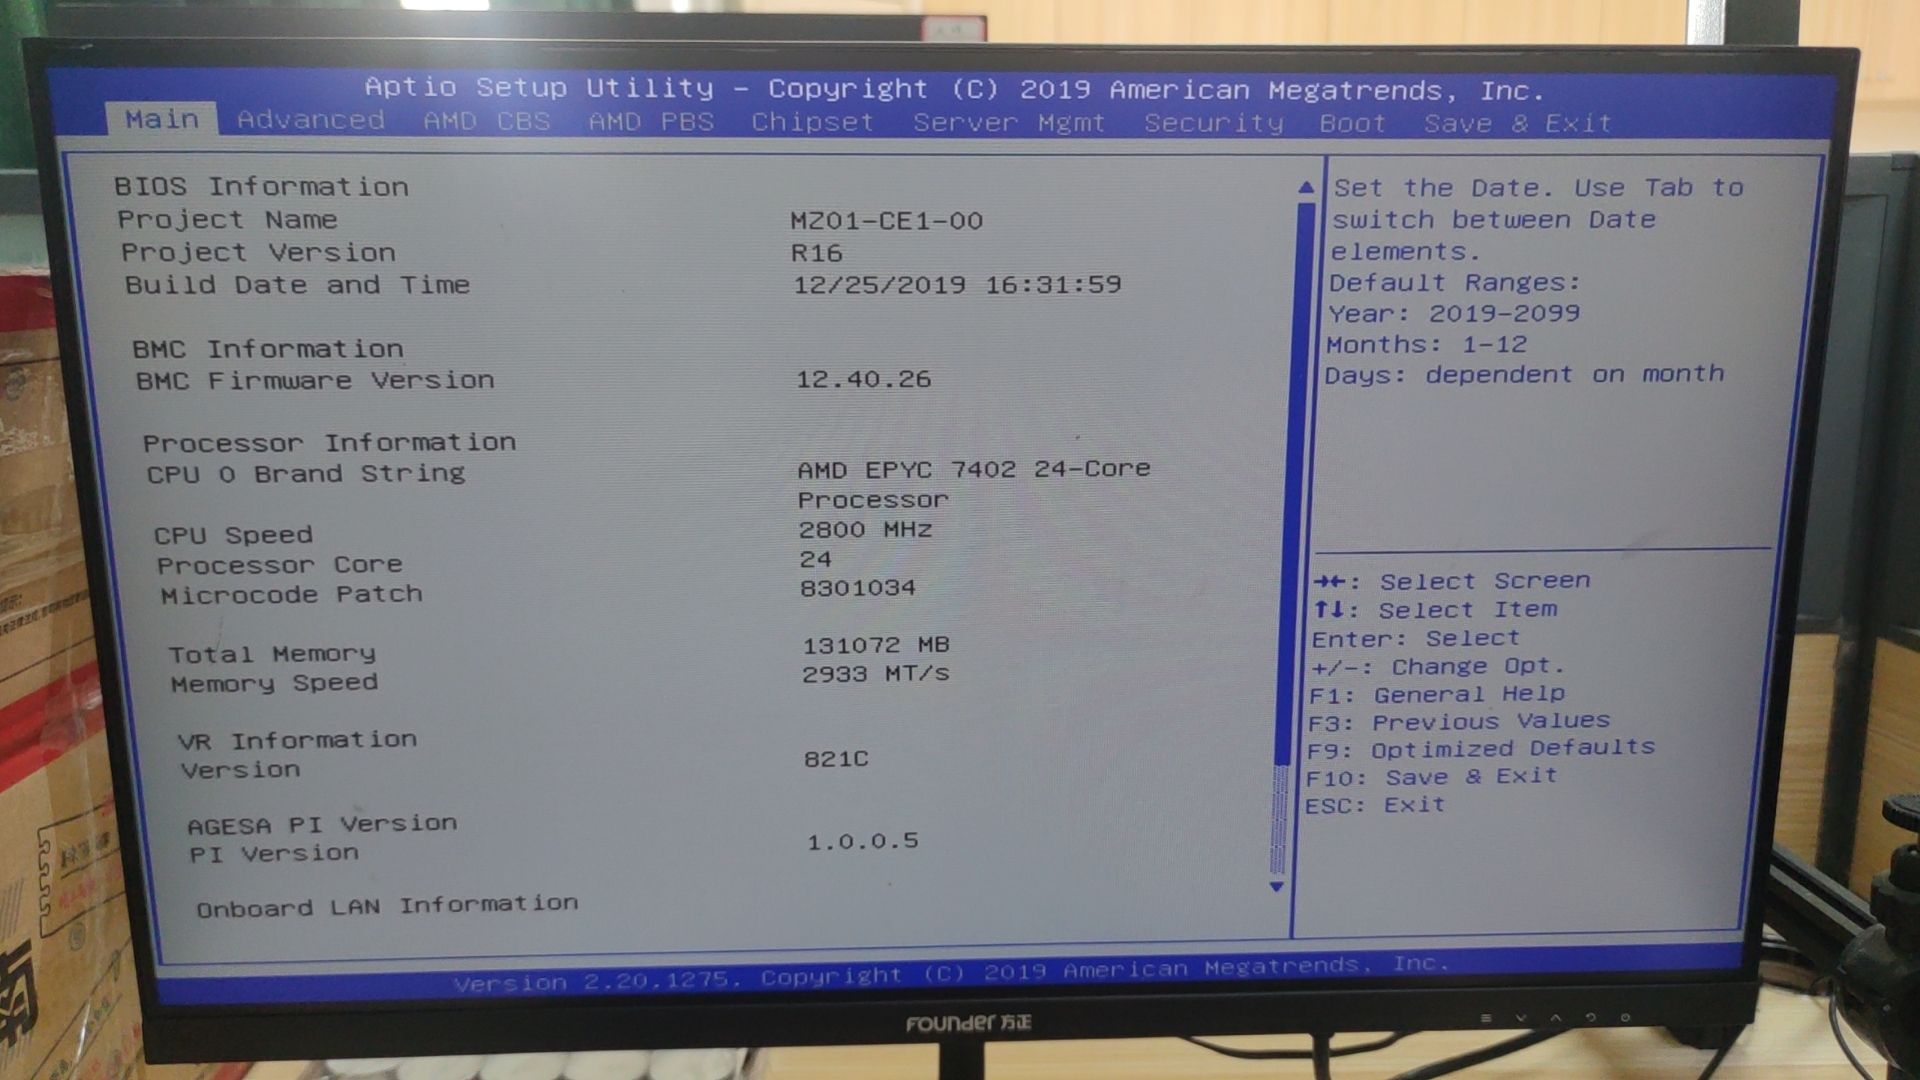 Aptio Setup Utility – Copyright (C) 2019 American Megatrends, Inc.
Main Advanced AMD CBS AMD PBS Chipset Server Mgmt Security Boot Save & Exit
BIOS Information
Project Name MZ01-CE1-00
Project Version R16
Build Date and Time 12/25/2019 16:31:59
BMC Information
BMC Firmware Version 12.40.26
Processor Information
CPU 0 Brand String AMD EPYC 7402 24-Core
Processor
CPU Speed 2800 MHz
Processor Core 24
Microcode Patch 8301034
Total Memory 131072 MB
Memory Speed 2933 MT/s
VR Information
Version 821C
AGESA PI Version
PI Version 1.0.0.5
Onboard LAN Information
Set the Date. Use Tab to
switch between Date
elements.
Default Ranges:
Year: 2019-2099
Months: 1-12
Days: dependent on month
→←: Select Screen
↑↓: Select Item
Enter: Select
+/-: Change Opt.
F1: General Help
F3: Previous Values
F9: Optimized Defaults
F10: Save & Exit
ESC: Exit
Version 2.20.1275. Copyright (C) 2019 American Megatrends, Inc.
FOUNDER 方正